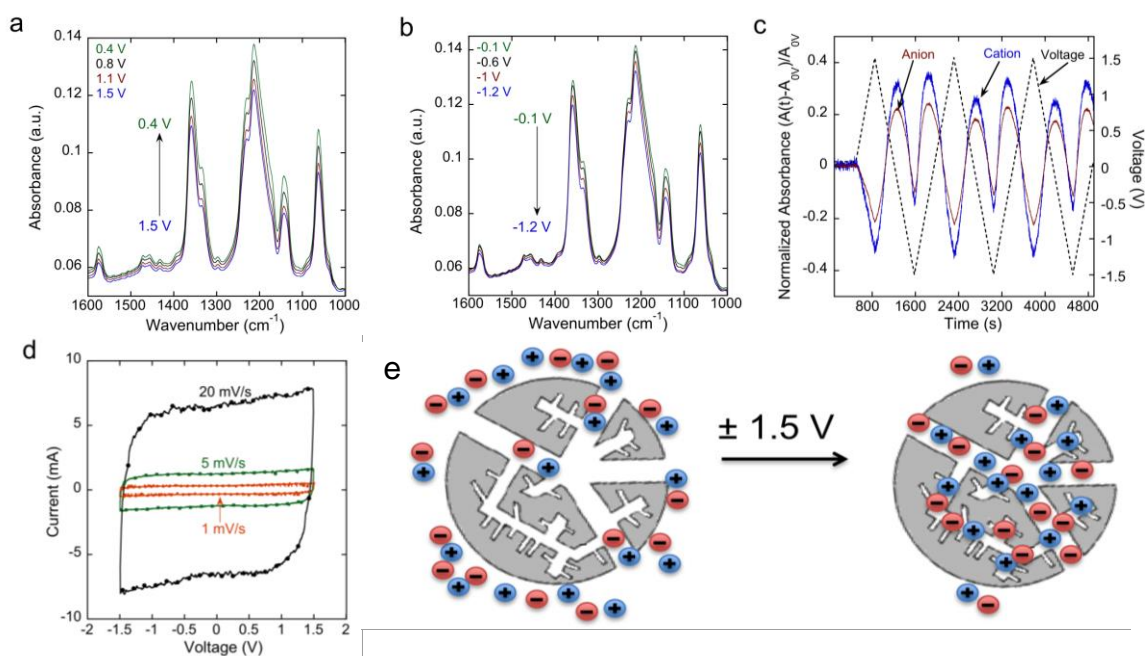 a
0.4 V
0.8 V
1.1 V
1.5 V
0.4 V
1.5 V
0.14
0.12
0.1
0.08
0.06
Absorbance (a.u.)
1600 1500 1400 1300 1200 1100 1000
Wavenumber (cm⁻¹)
b
-0.1 V
-0.6 V
-1 V
-1.2 V
-0.1 V
-1.2 V
0.14
0.12
0.1
0.08
0.06
Absorbance (a.u.)
1600 1500 1400 1300 1200 1100 1000
Wavenumber (cm⁻¹)
c
Anion
Cation
Voltage
0.4
0.2
0
-0.2
-0.4
Normalized Absorbance (A(t)-A0V)/A0V
1.5
1
0.5
0
-0.5
-1
-1.5
Voltage (V)
800 1600 2400 3200 4000 4800
Time (s)
d
20 mV/s
5 mV/s
1 mV/s
10
5
0
-5
-10
Current (mA)
-2 -1.5 -1 -0.5 0 0.5 1 1.5 2
Voltage (V)
e
± 1.5 V